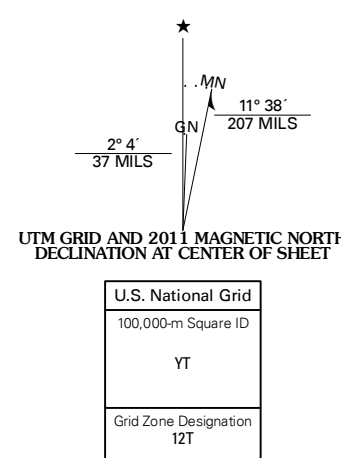 ★
MN
11° 38´
207 MILS
GN
2° 4´
37 MILS
UTM GRID AND 2011 MAGNETIC NORTH
DECLINATION AT CENTER OF SHEET
U.S. National Grid
100,000-m Square ID
YT
Grid Zone Designation
12T